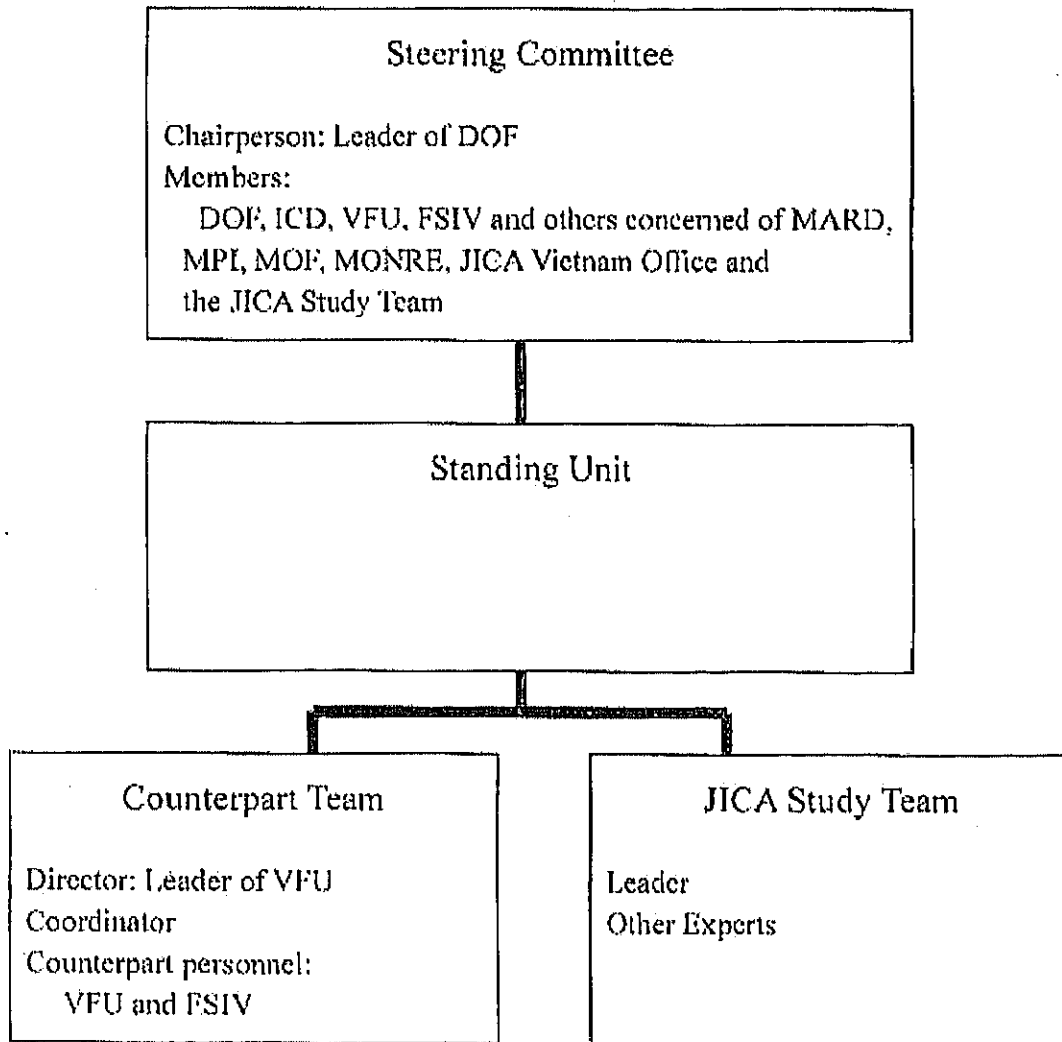 Steering Committee
Chairperson: Leader of DOF
Members:
DOF, ICD, VFU, FSIV and others concerned of MARD,
MPI, MOF, MONRE, JICA Vietnam Office and
the JICA Study Team
Standing Unit
Counterpart Team
Director: Leader of VFU
Coordinator
Counterpart personnel:
VFU and FSIV
JICA Study Team
Leader
Other Experts